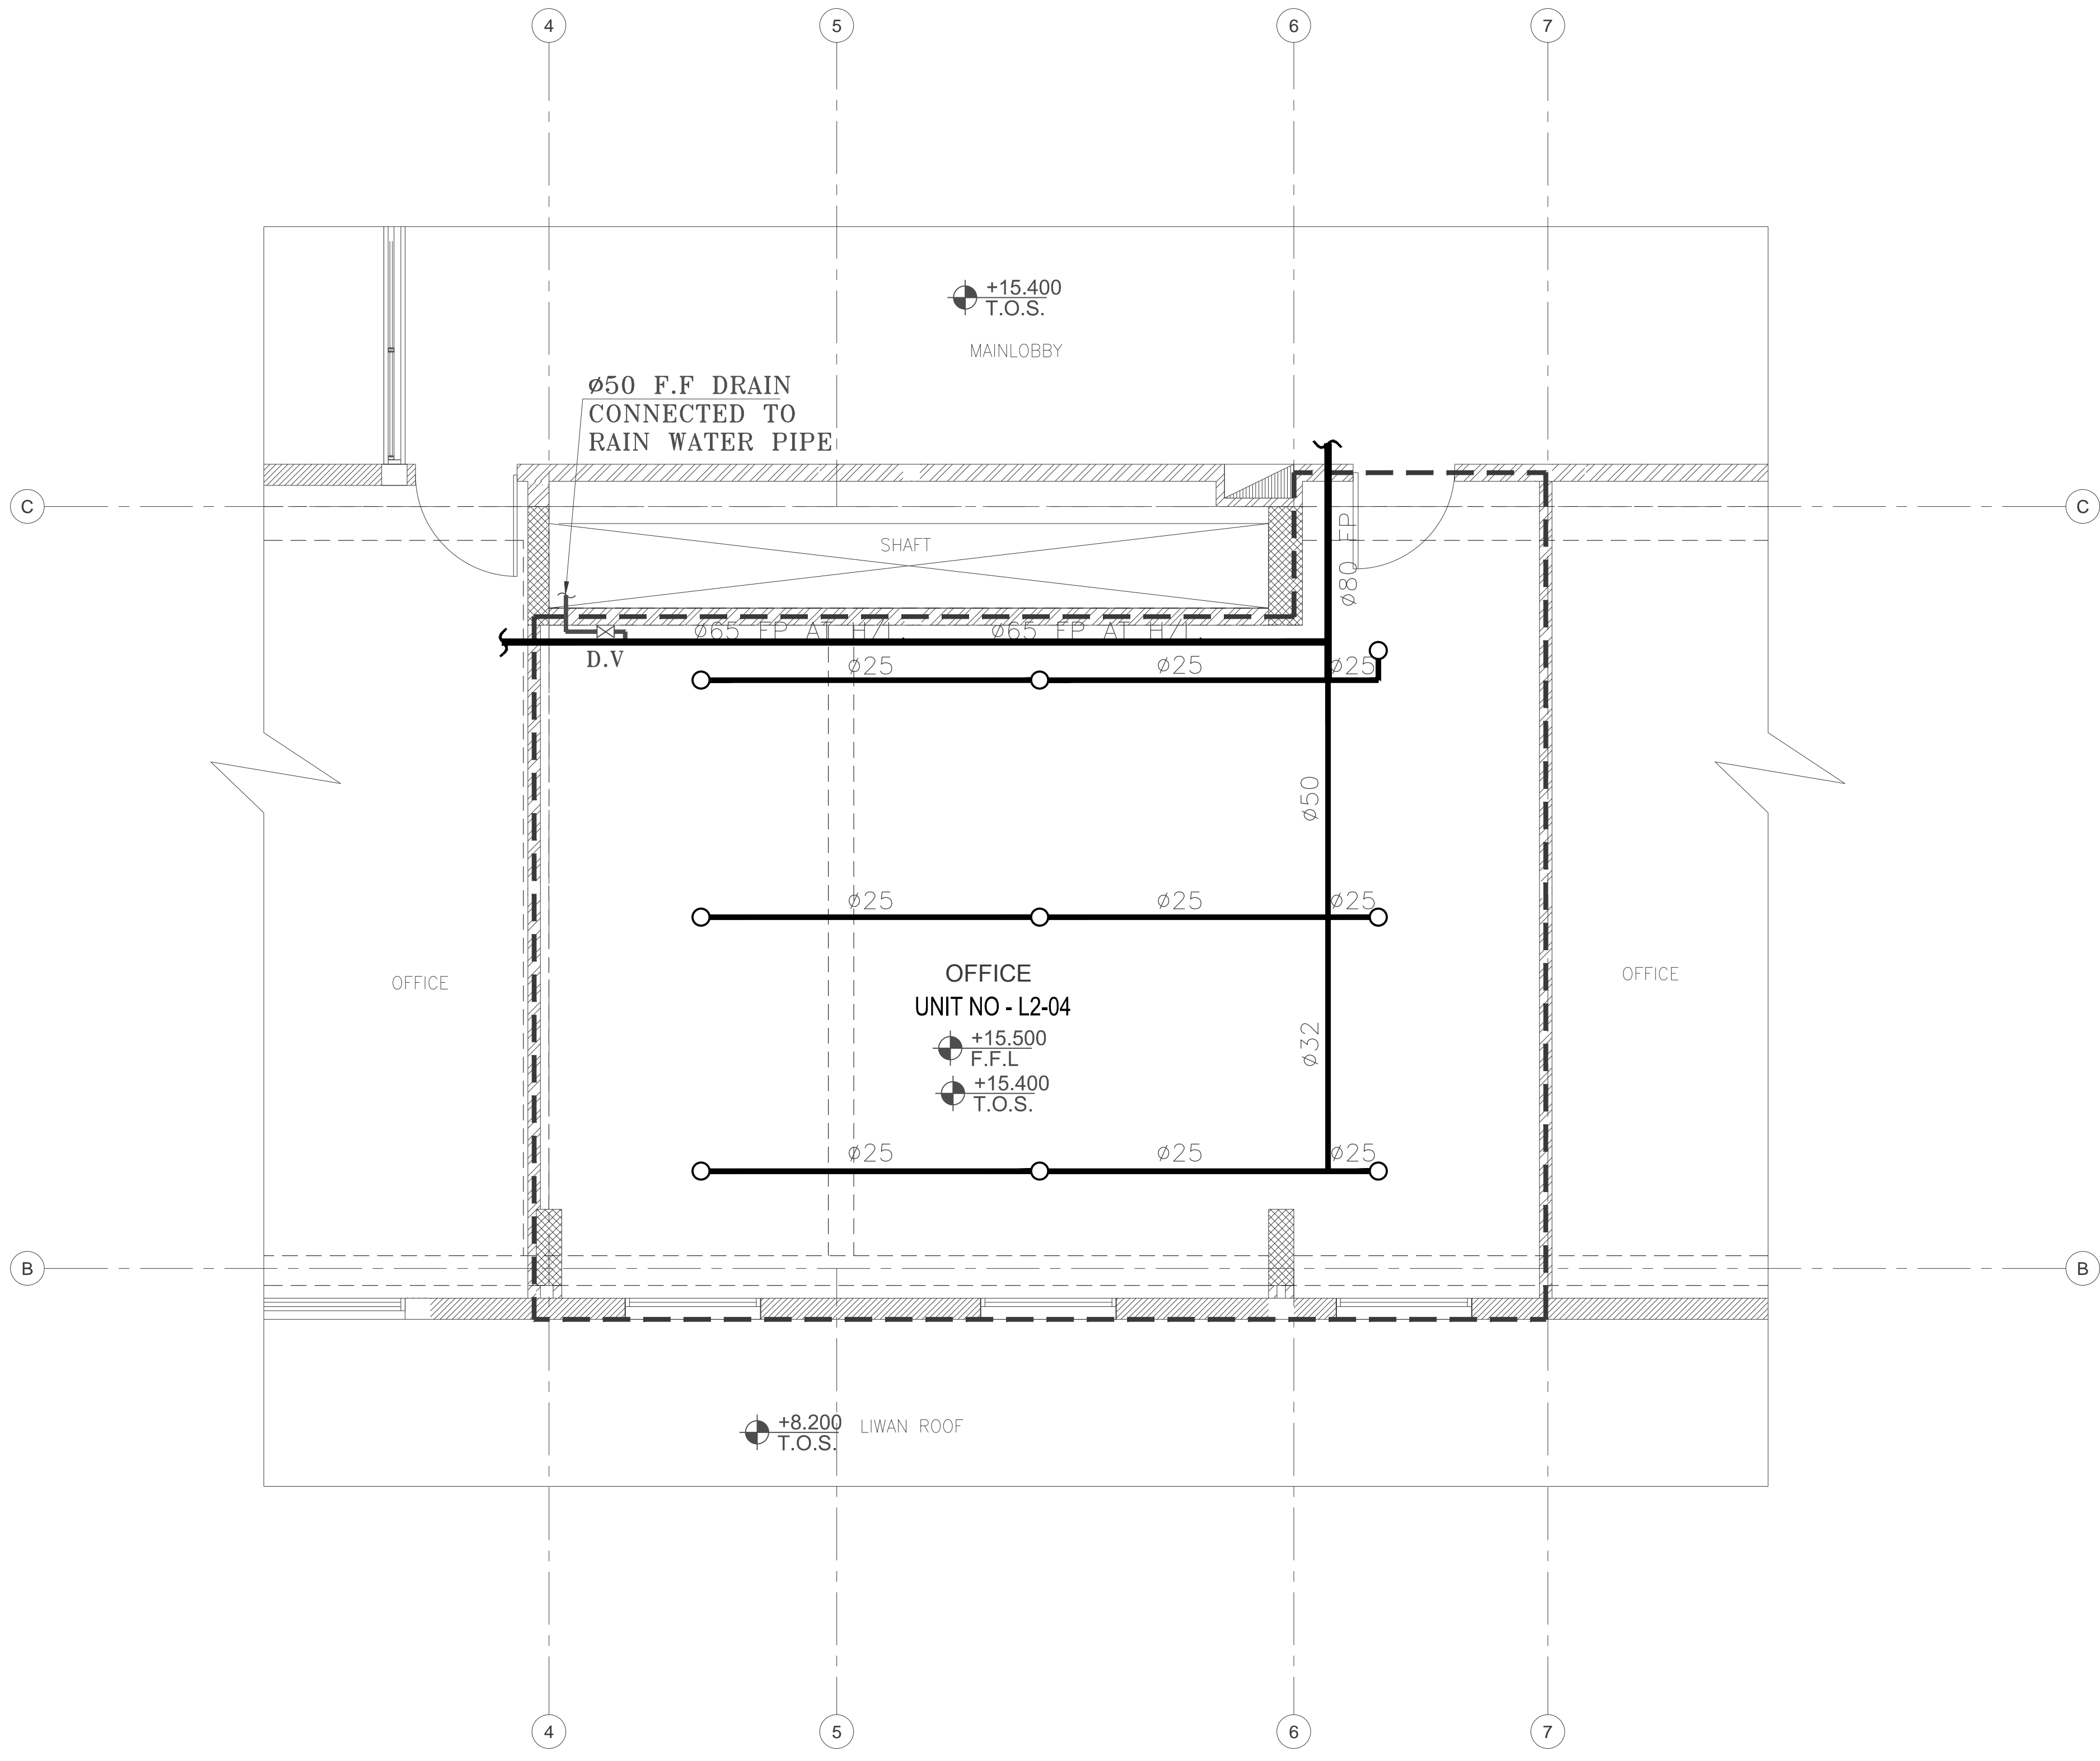 4 5 6 7
+15.400
T.O.S.
MAINLOBBY
ø50 F.F DRAIN
CONNECTED TO
RAIN WATER PIPE
C C
SHAFT
ø80 FP
ø65 FP AT H/L. ø65 FP AT H/L.
D.V
ø25 ø25 ø25
ø50
ø25 ø25 ø25
OFFICE
OFFICE
OFFICE
UNIT NO - L2-04
+15.500
F.F.L
ø32
+15.400
T.O.S.
ø25 ø25 ø25
B B
+8.200
T.O.S.
LIWAN ROOF
4 5 6 7